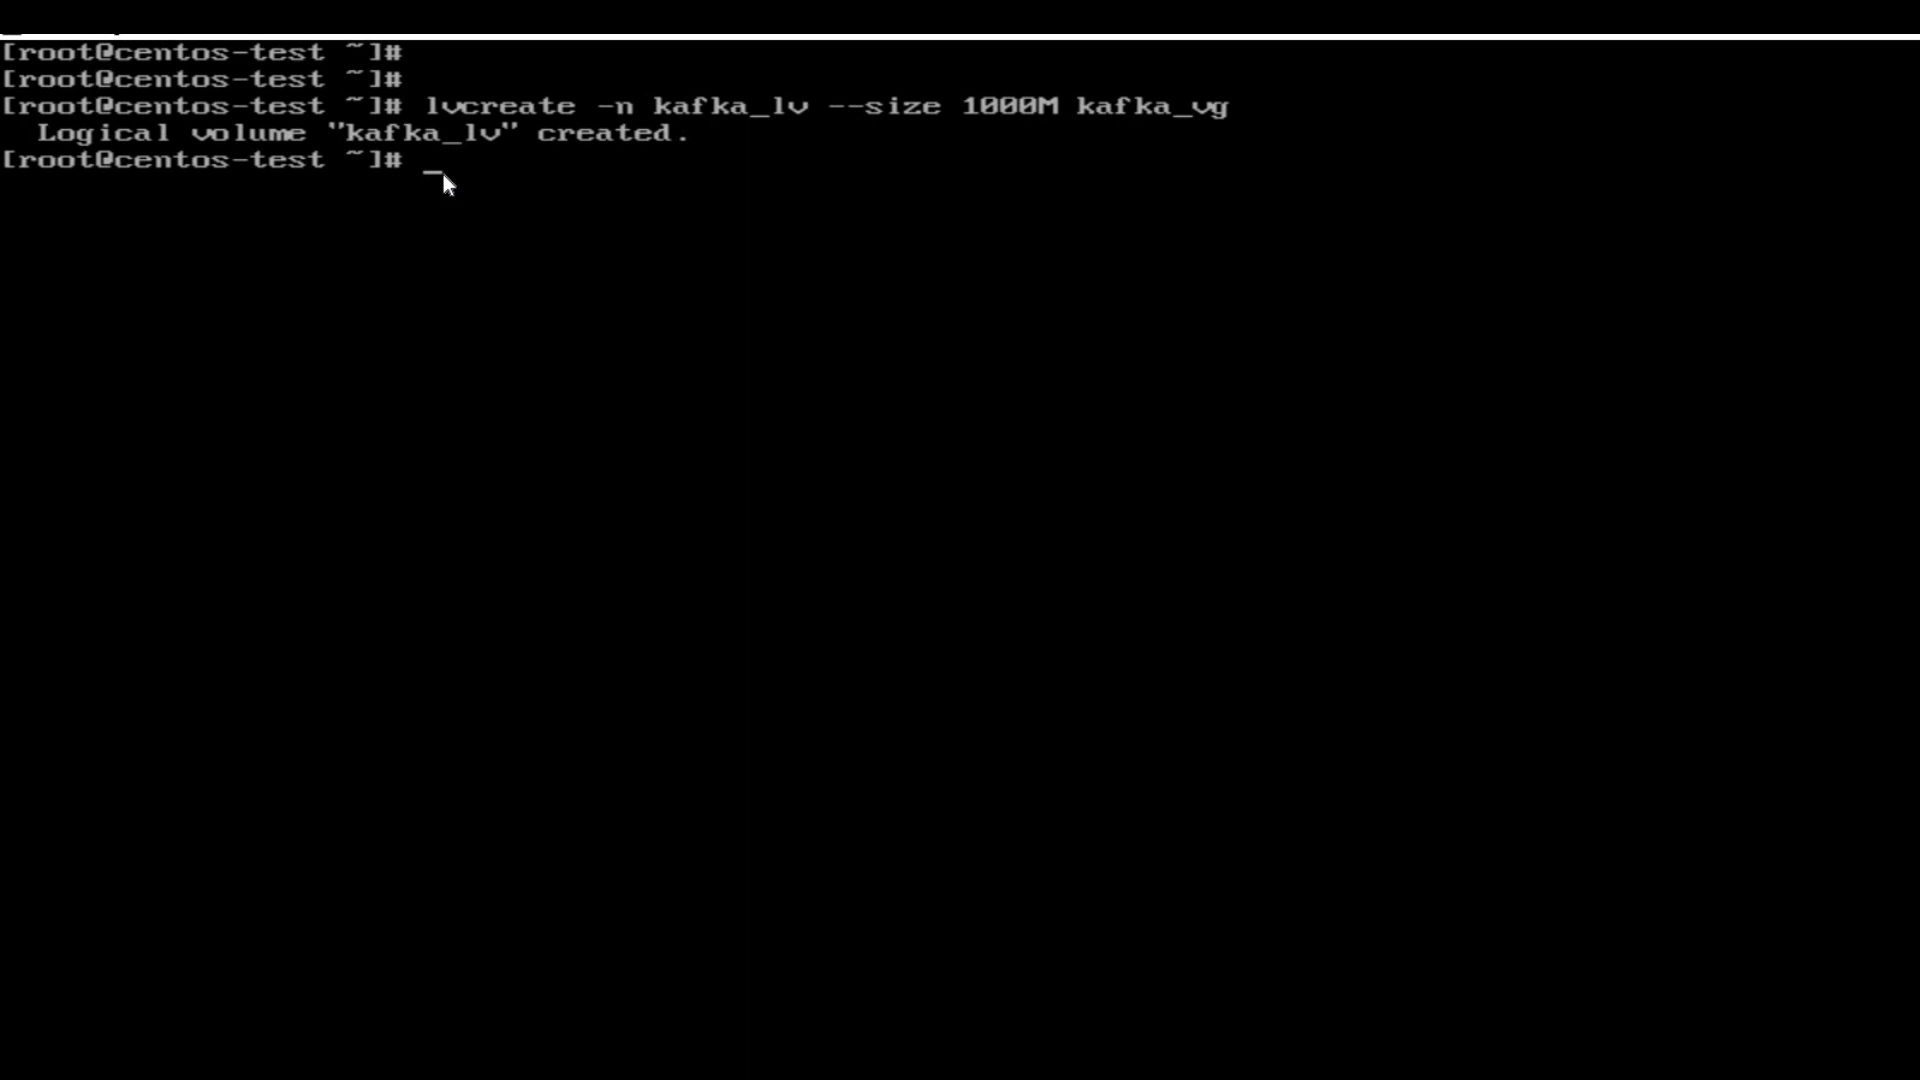 [root@centos-test ~]#
[root@centos-test ~]#
[root@centos-test ~]# lvcreate -n kafka_lv --size 1000M kafka_vg
  Logical volume "kafka_lv" created.
[root@centos-test ~]# _